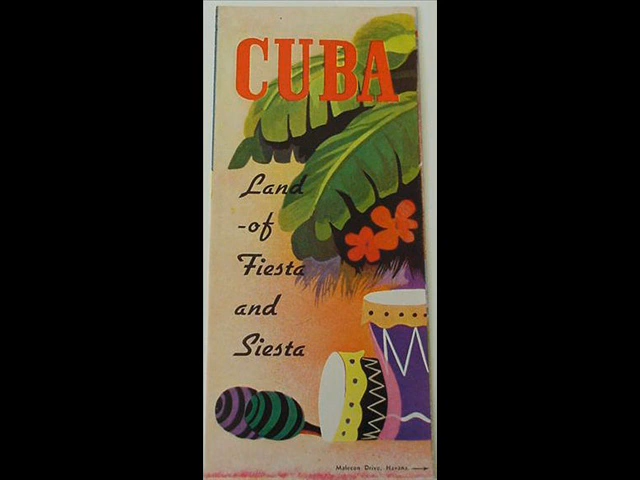 CUBA
Land
-of
Fiesta
and
Siesta
Malecon Drive, Havana